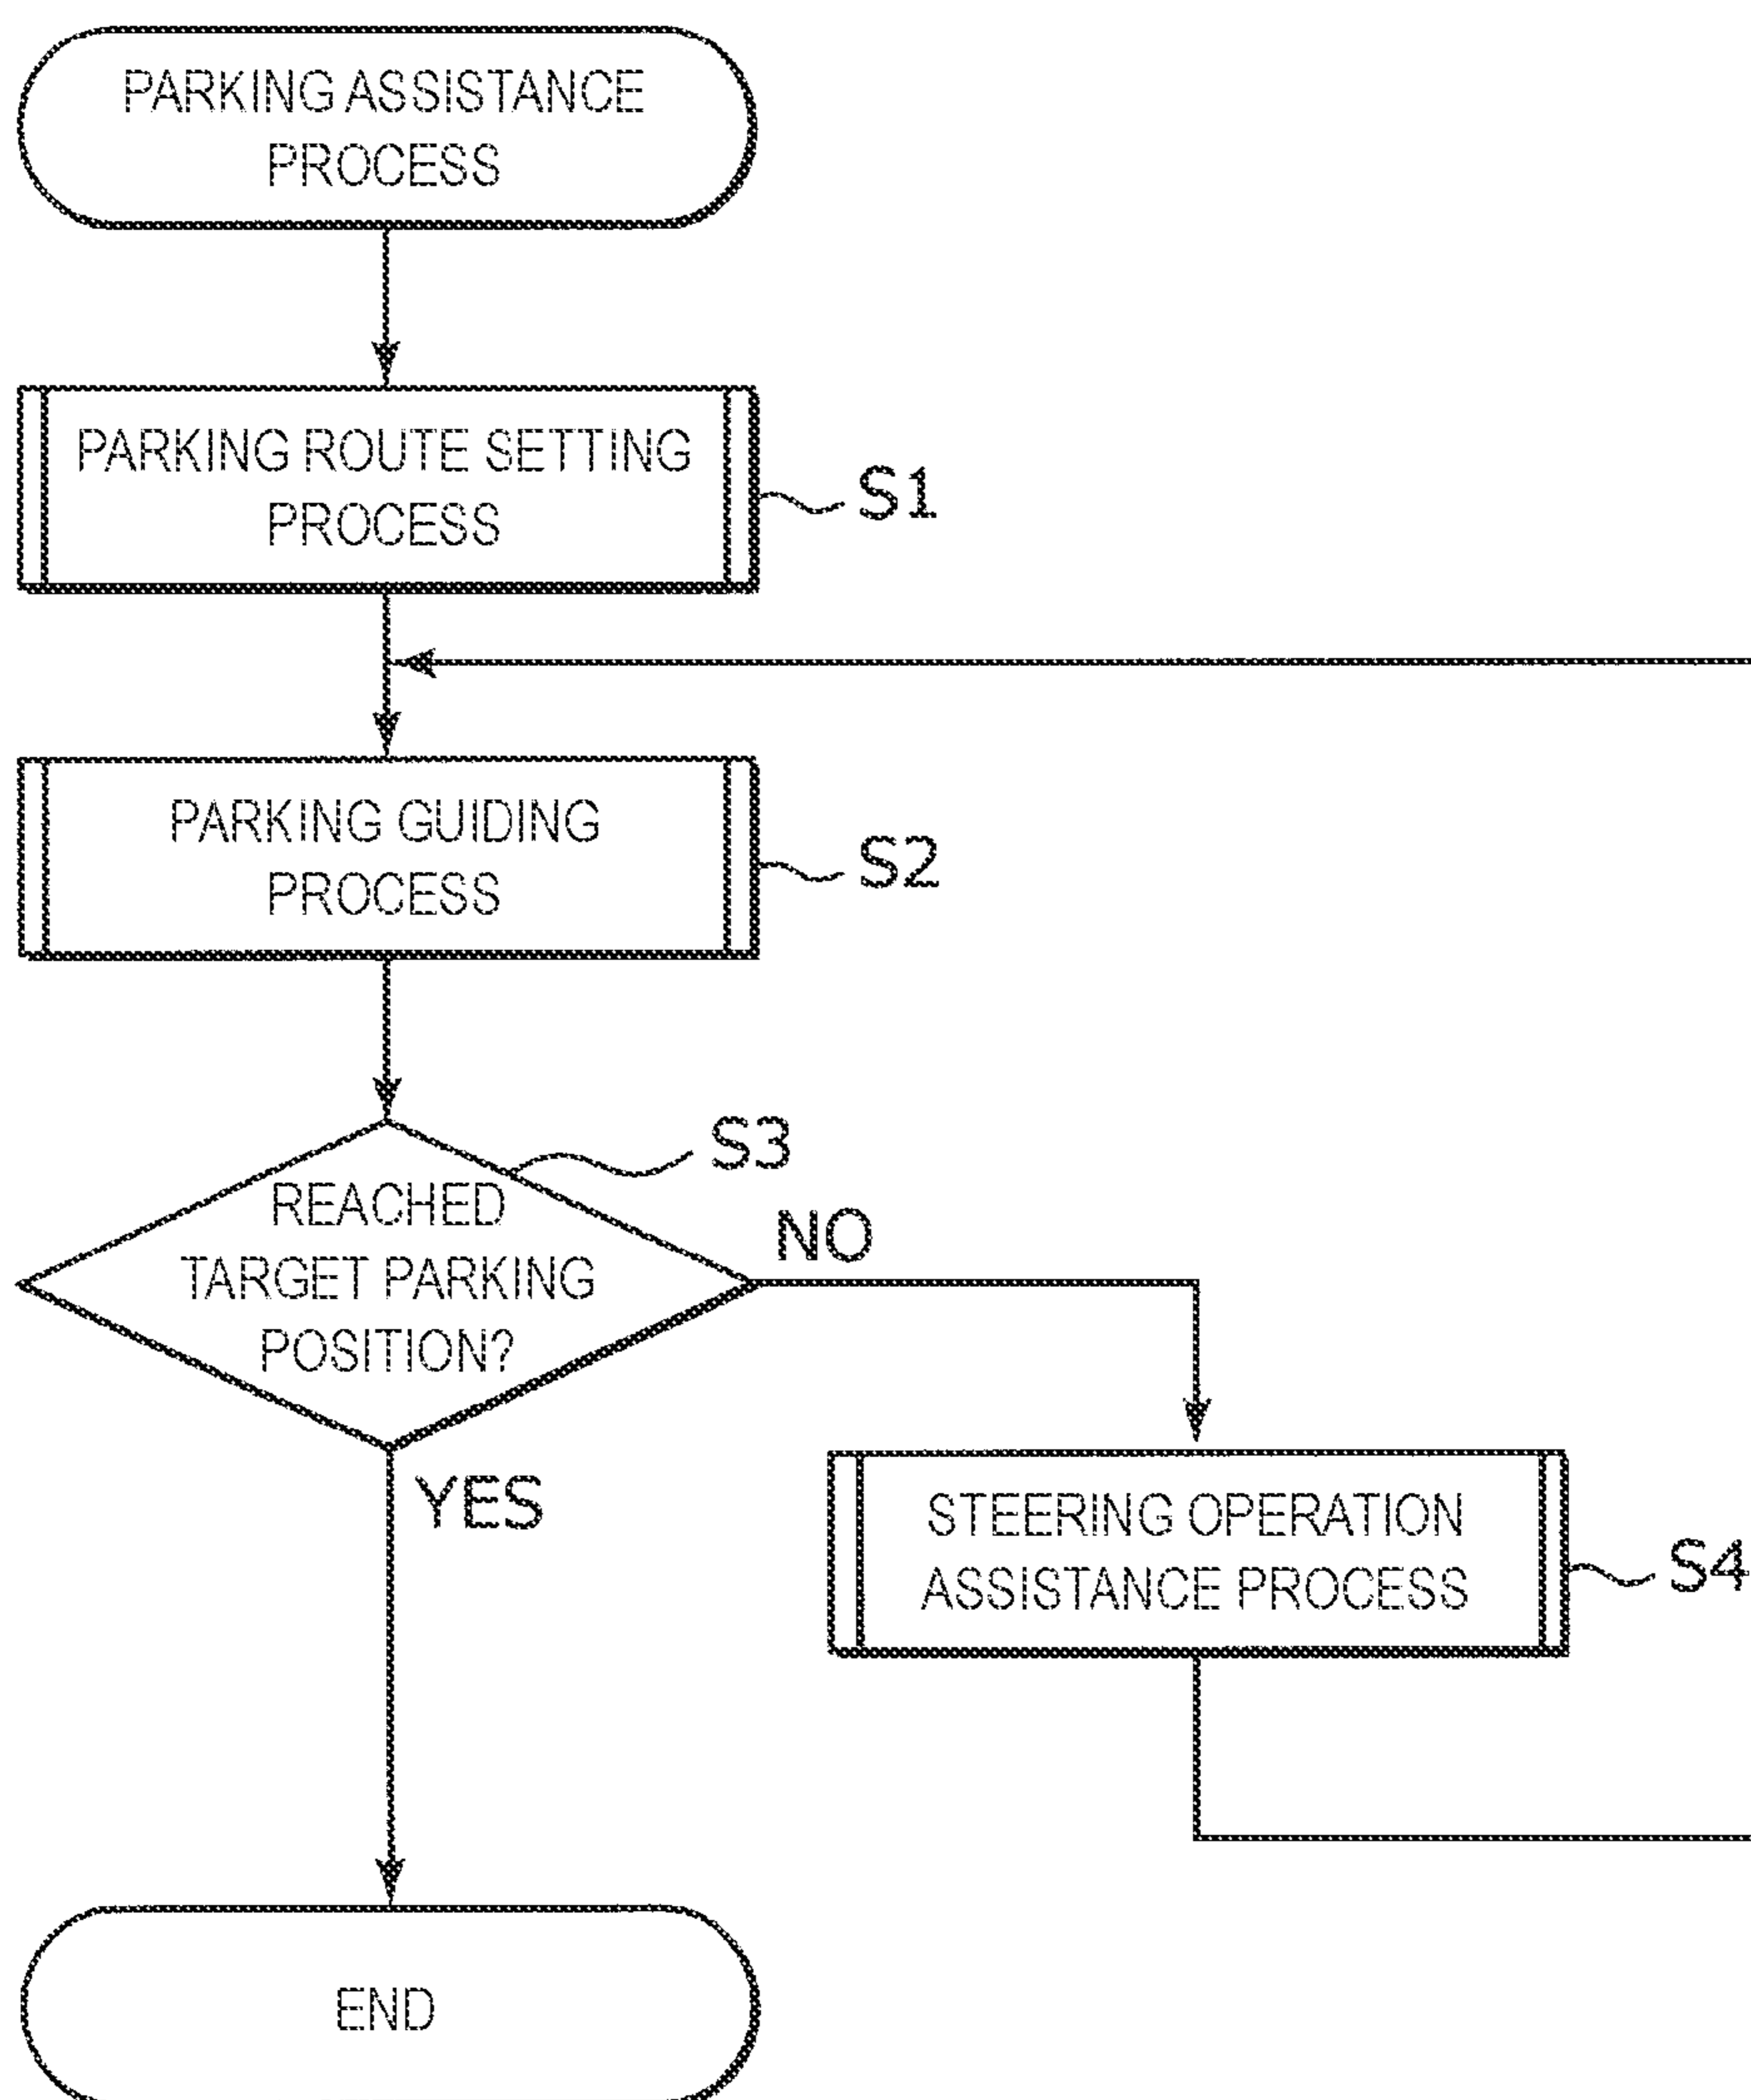 PARKING ASSISTANCE
PROCESS
PARKING ROUTE SETTING
PROCESS
S1
PARKING GUIDING
PROCESS
S2
S3
REACHED
TARGET PARKING
POSITION?
NO
YES
STEERING OPERATION
ASSISTANCE PROCESS
S4
END